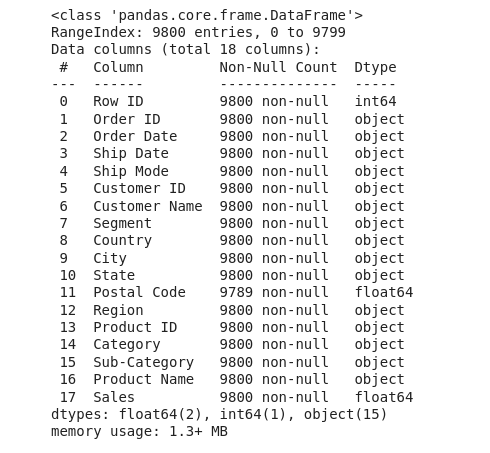 <class 'pandas.core.frame.DataFrame'>
RangeIndex: 9800 entries, 0 to 9799
Data columns (total 18 columns):
 #   Column         Non-Null Count  Dtype
---  ------         --------------  -----
 0   Row ID         9800 non-null   int64
 1   Order ID       9800 non-null   object
 2   Order Date     9800 non-null   object
 3   Ship Date      9800 non-null   object
 4   Ship Mode      9800 non-null   object
 5   Customer ID    9800 non-null   object
 6   Customer Name  9800 non-null   object
 7   Segment        9800 non-null   object
 8   Country        9800 non-null   object
 9   City           9800 non-null   object
 10  State          9800 non-null   object
 11  Postal Code    9789 non-null   float64
 12  Region         9800 non-null   object
 13  Product ID     9800 non-null   object
 14  Category       9800 non-null   object
 15  Sub-Category   9800 non-null   object
 16  Product Name   9800 non-null   object
 17  Sales          9800 non-null   float64
dtypes: float64(2), int64(1), object(15)
memory usage: 1.3+ MB